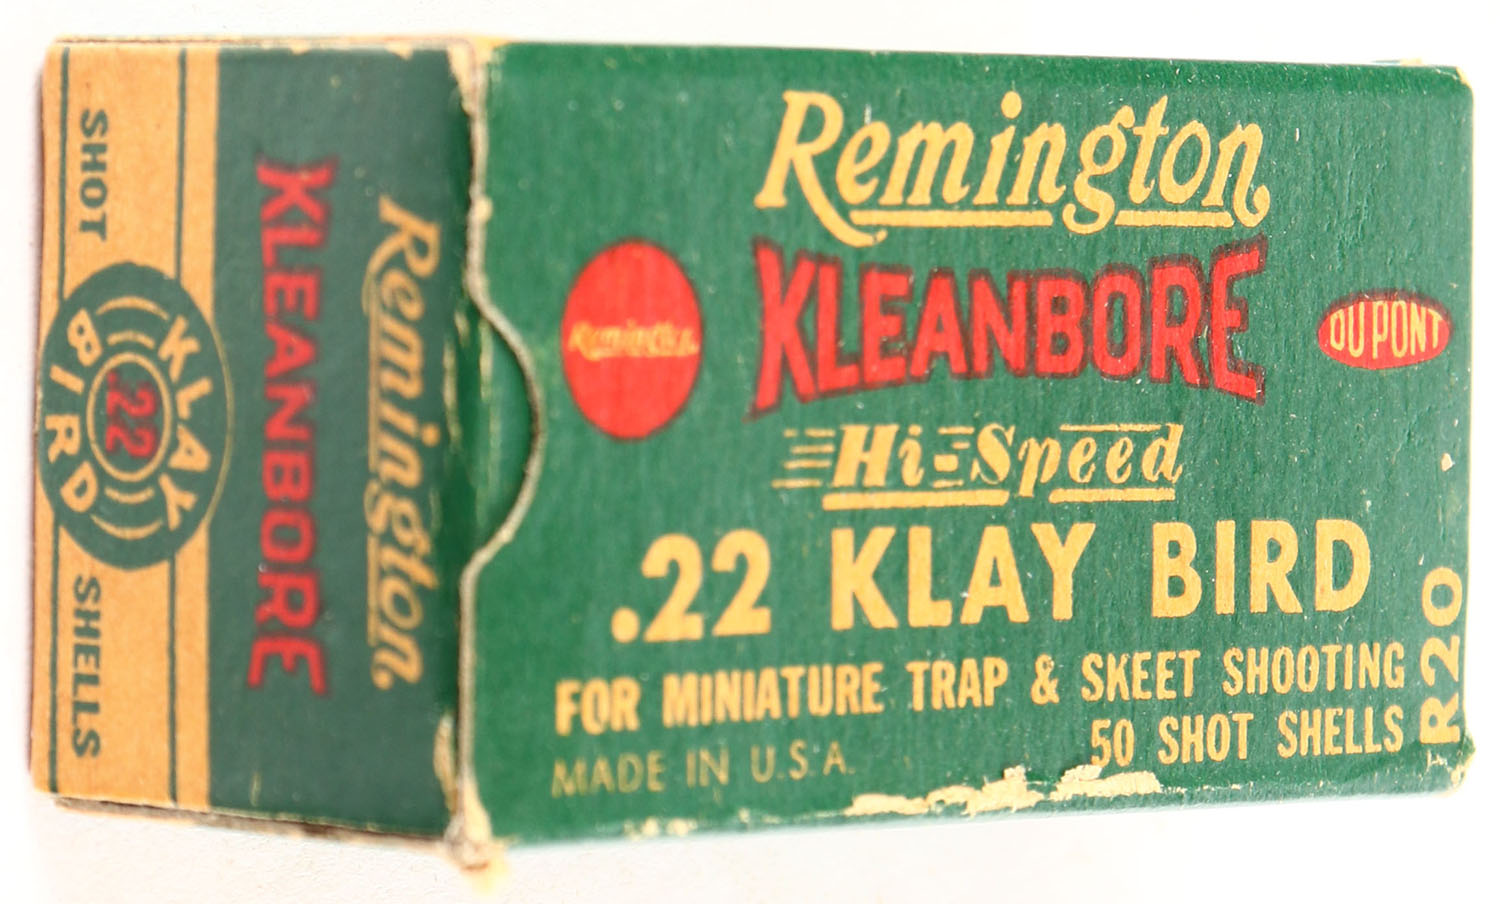 Remington
KLEANBORE
Remington
DU PONT
Hi-Speed
.22 KLAY BIRD
FOR MINIATURE TRAP & SKEET SHOOTING
50 SHOT SHELLS
MADE IN U.S.A.
R20
Remington
KLEANBORE
SHOT
KLAY
.22
BIRD
SHELLS